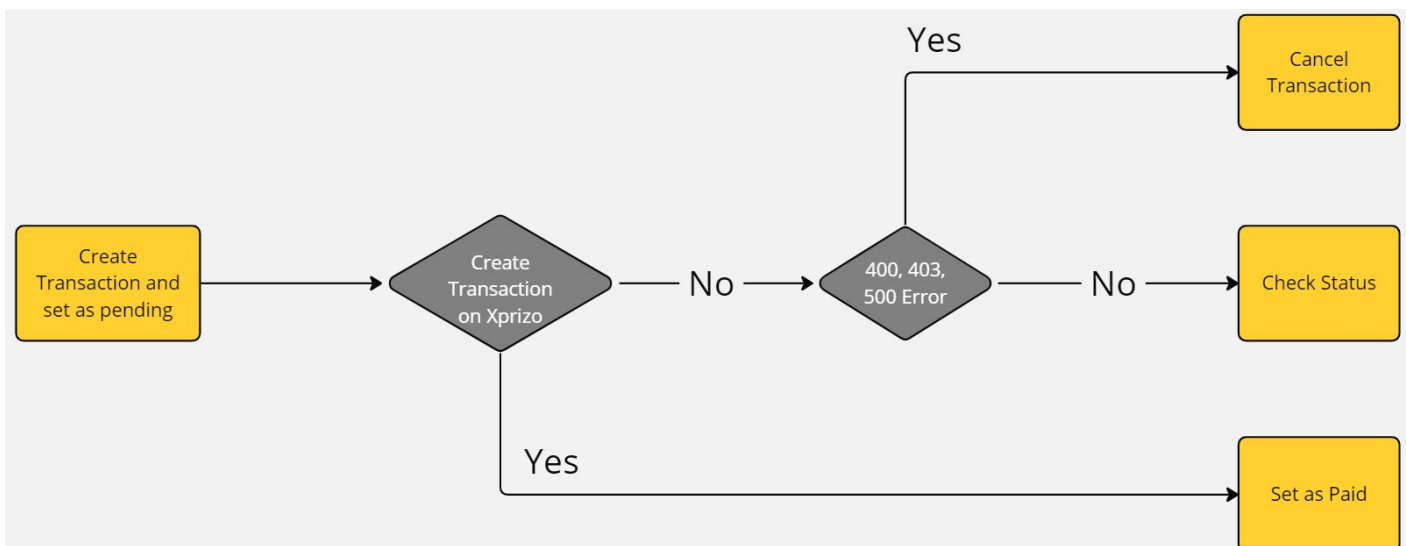 Yes
Cancel
Transaction
Create
Transaction and
set as pending
Create
Transaction
on Xprizo
No
400, 403,
500 Error
No
Check Status
Yes
Set as Paid